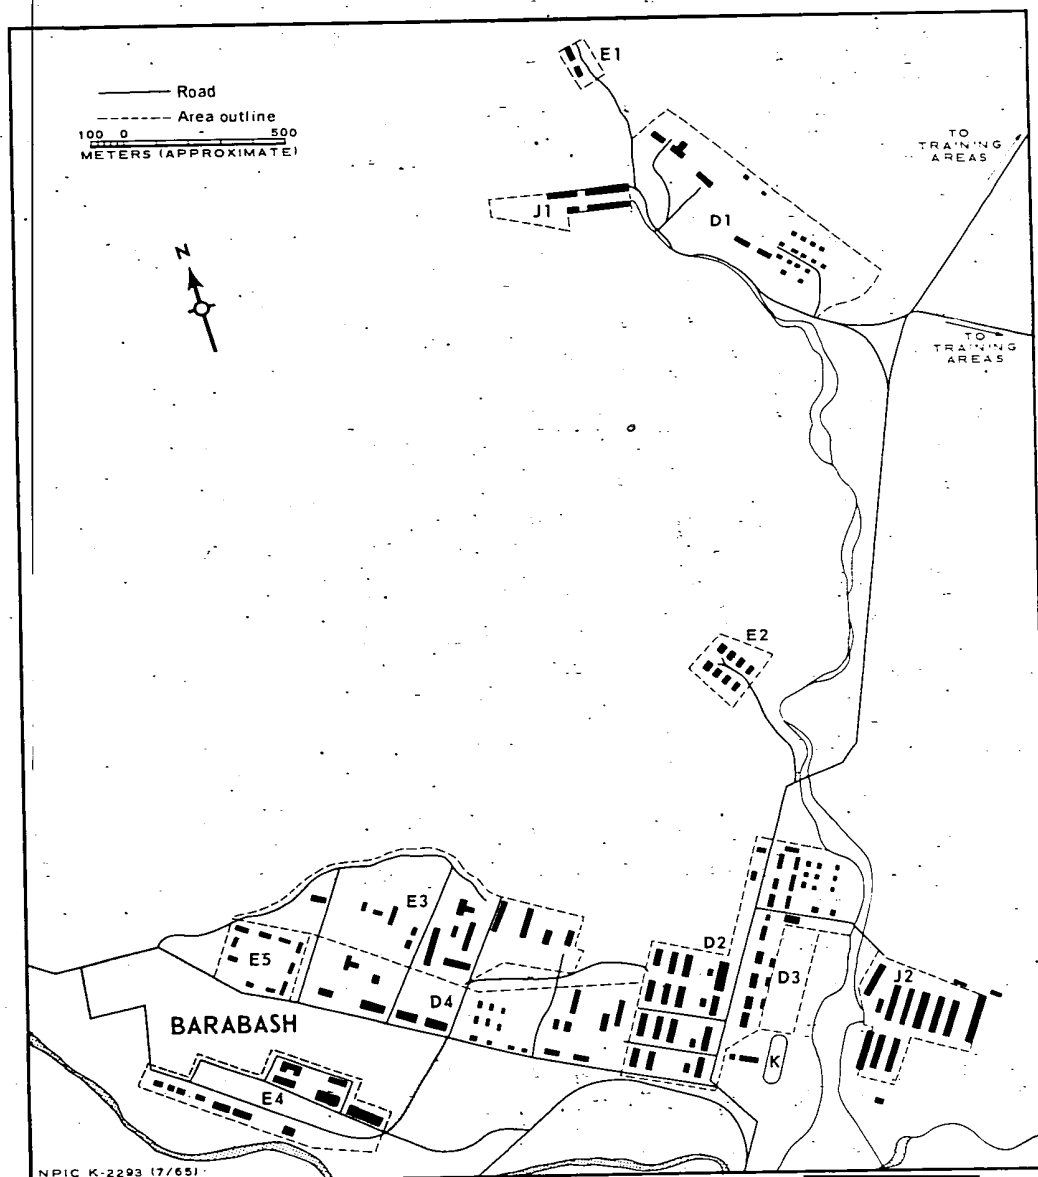 E1
Road
Area outline
100 0 500
METERS (APPROXIMATE)
TO
TRAINING
AREAS
J1
D1
N
TO
TRAINING
AREAS
E2
E3
D2
E5
D3
J2
D4
BARABASH
K
E4
NPIC K-2293 (7/65)